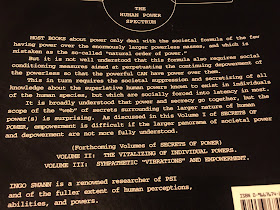 THE
HUMAN POWER
SPECTRUM
MOST BOOKS about power only deal with the societal formula of the few
having power over the enormously larger powerless masses, and which is
mistaken as the so-called "natural order of power."
But it is not well understood that this formula also requires social
conditioning measures aimed at perpetuating the continuing depowerment of
the powerless so that the powerful can have power over them.
This in turn requires the societal suppression and secretizing of all
knowledge about the superlative human powers known to exist in individuals
of the human species, but which are socially forced into latency in most.
It is broadly understood that power and secrecy go together, but the
scope of the "web" of secrets surrounding the larger nature of human
power(s) is surprising. As discussed in this Volume I of SECRETS OF
POWER, empowerment is difficult if the larger panorama of societal power
and depowerment are not more fully understood.
(Forthcoming Volumes of SECRETS OF POWER)
VOLUME II: THE VITALIZING OF INDIVIDUAL POWERS.
VOLUME III: SYMPATHETIC "VIBRATIONS" AND EMPOWERMENT.
INGO SWANN is a renowned researcher of PSI
and of the fuller extent of human perceptions,
abilities, and powers.